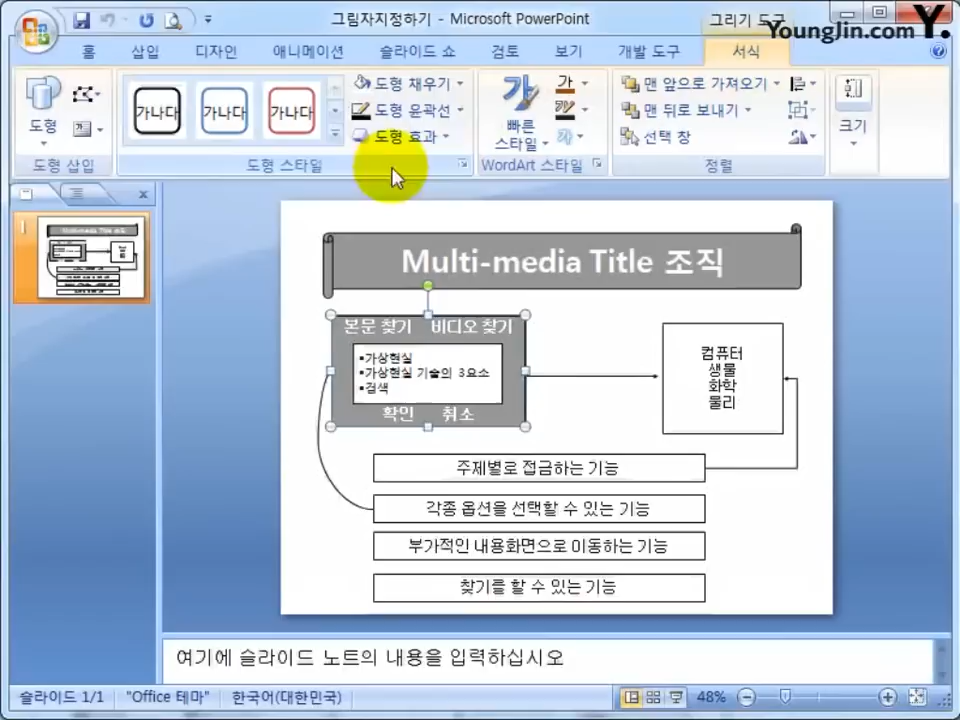 그림자지정하기 - Microsoft PowerPoint
그리기 도구
YoungJin.com Y.
홈 삽입 디자인 애니메이션 슬라이드 쇼 검토 보기 개발 도구 서식
도형
가나다 가나다 가나다
도형 채우기
도형 윤곽선
도형 효과
빠른
스타일
맨 앞으로 가져오기
맨 뒤로 보내기
선택 창
크기
도형 삽입 도형 스타일 WordArt 스타일 정렬
1
Multi-media Title 조직
본문 찾기 비디오 찾기
▪가상현실
▪가상현실 기술의 3요소
▪검색
확인 취소
컴퓨터
생물
화학
물리
주제별로 접금하는 기능
각종 옵션을 선택할 수 있는 기능
부가적인 내용화면으로 이동하는 기능
찾기를 할 수 있는 기능
여기에 슬라이드 노트의 내용을 입력하십시오
슬라이드 1/1 "Office 테마" 한국어(대한민국) 48%